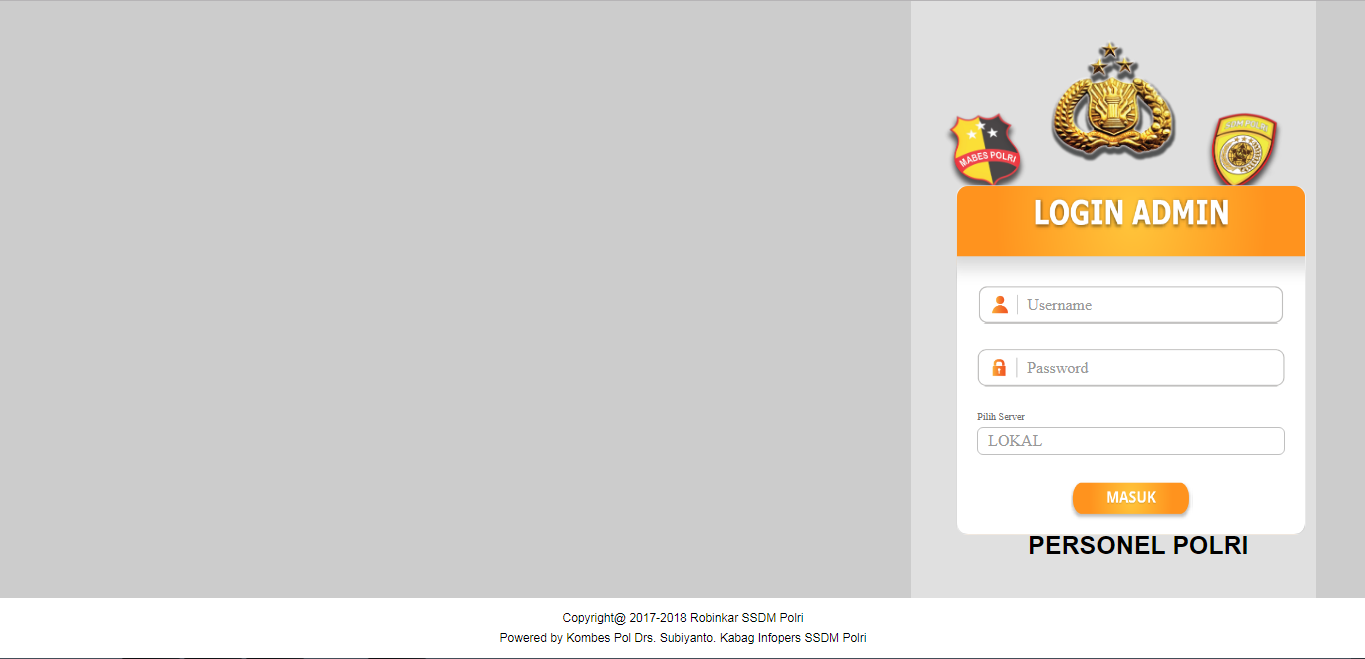 MABES POLRI
LOGIN ADMIN
Username
Password
Pilih Server
LOKAL
MASUK
PERSONEL POLRI
Copyright@ 2017-2018 Robinkar SSDM Polri
Powered by Kombes Pol Drs. Subiyanto. Kabag Infopers SSDM Polri